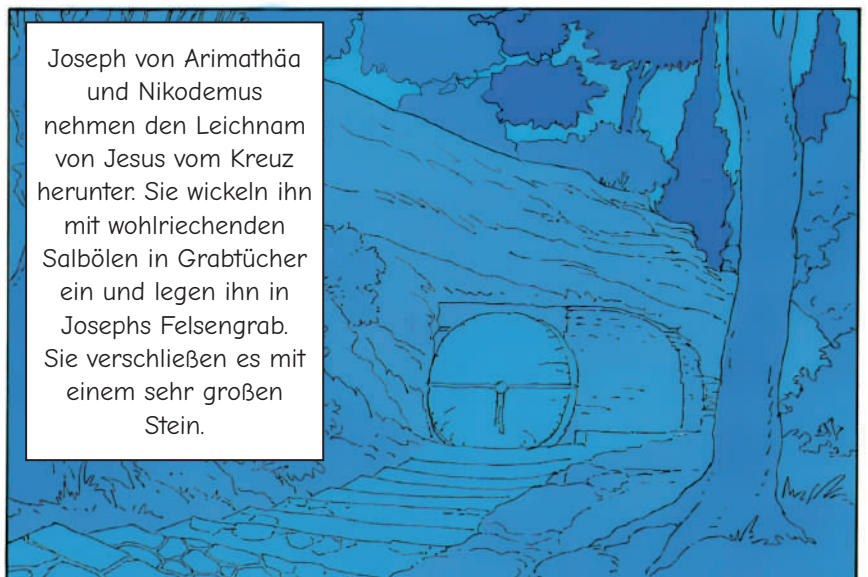 Joseph von Arimathäa
und Nikodemus
nehmen den Leichnam
von Jesus vom Kreuz
herunter. Sie wickeln ihn
mit wohlriechenden
Salbölen in Grabtücher
ein und legen ihn in
Josephs Felsengrab.
Sie verschließen es mit
einem sehr großen
Stein.